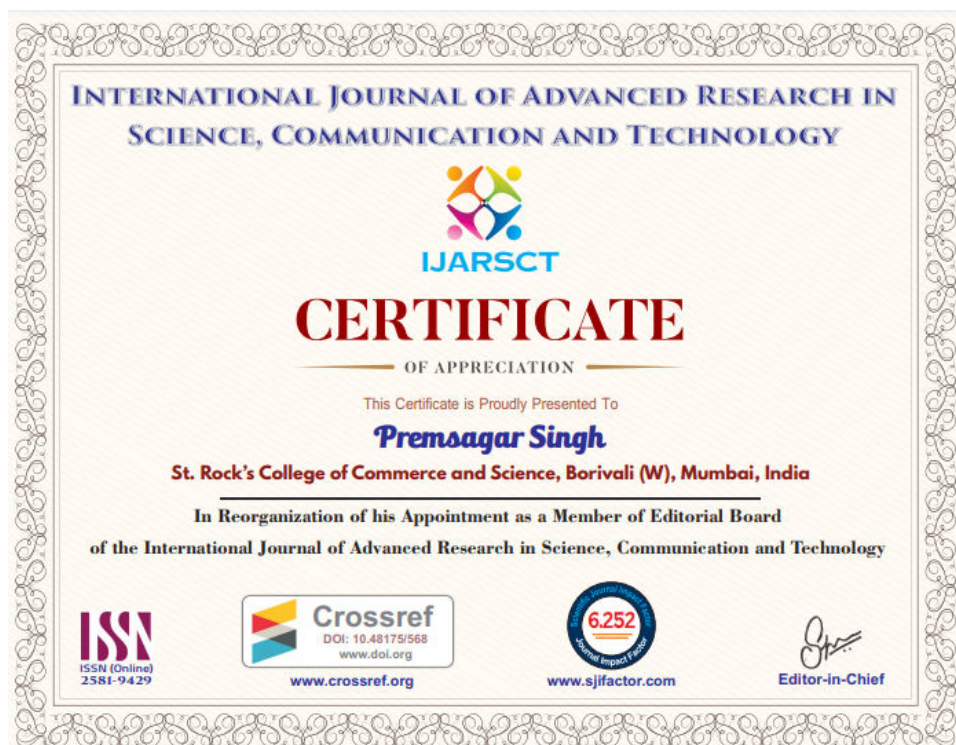 INTERNATIONAL JOURNAL OF ADVANCED RESEARCH IN
SCIENCE, COMMUNICATION AND TECHNOLOGY
IJARSCT
CERTIFICATE
OF APPRECIATION
This Certificate is Proudly Presented To
Premsagar Singh
St. Rock's College of Commerce and Science, Borivali (W), Mumbai, India
In Reorganization of his Appointment as a Member of Editorial Board
of the International Journal of Advanced Research in Science, Communication and Technology
ISSN
ISSN (Online)
2581-9429
Crossref
DOI: 10.48175/568
www.doi.org
www.crossref.org
Scientific Journal Impact Factor
6.252
Journal Impact Factor
www.sjifactor.com
Editor-in-Chief